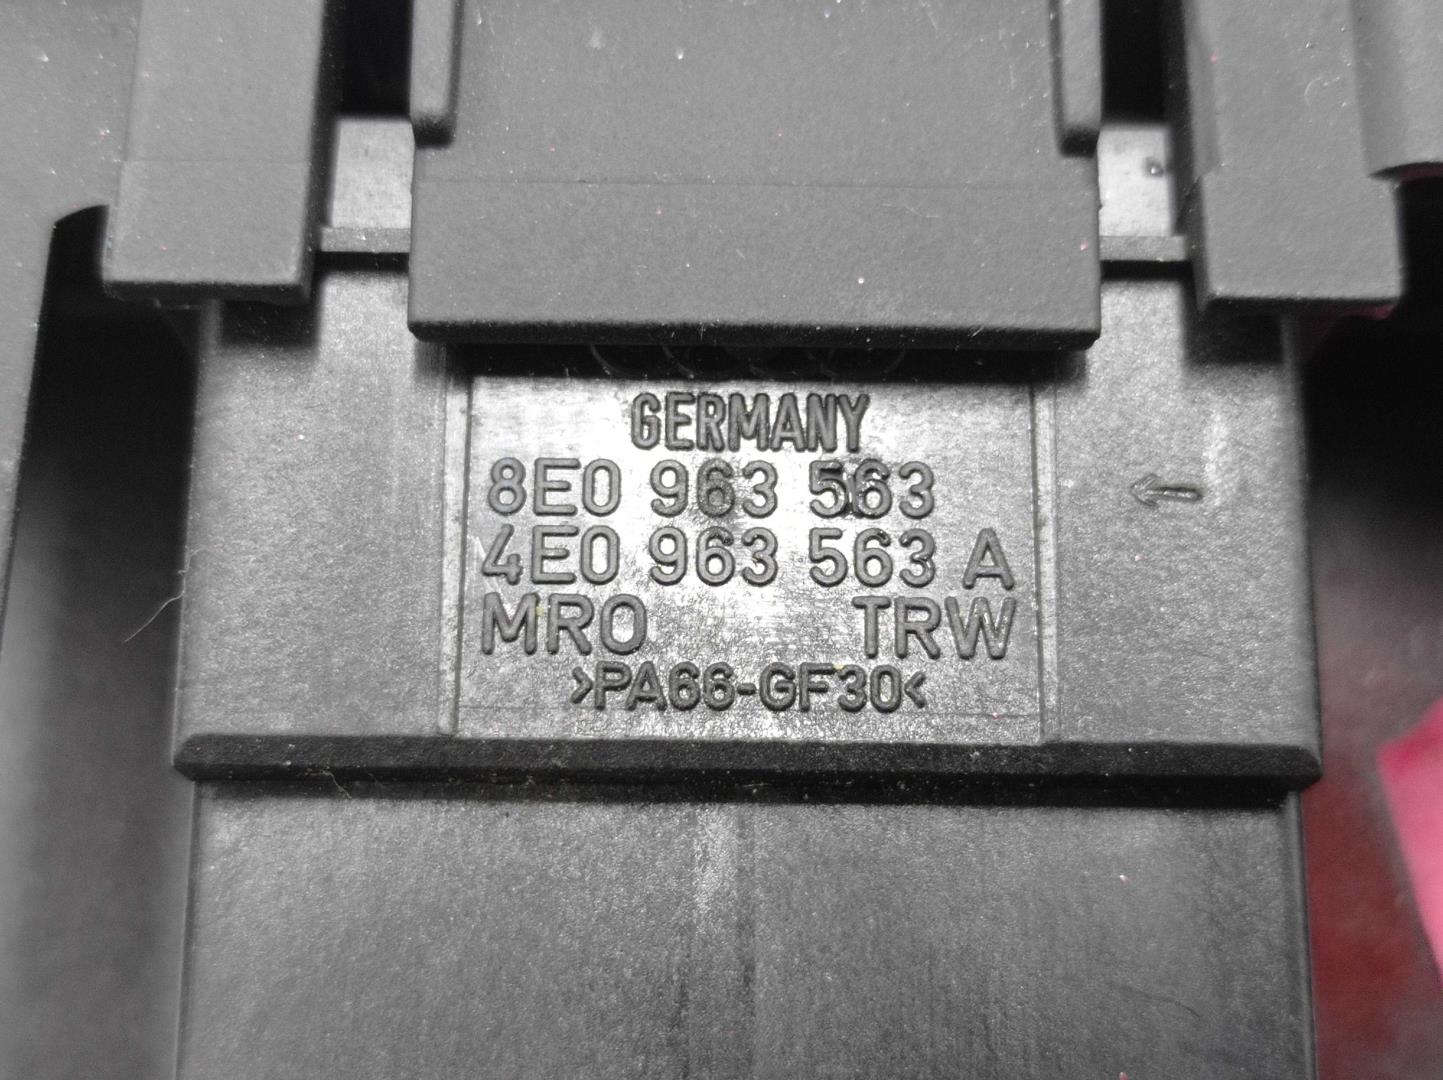 GERMANY
8E0 963 563
4E0 963 563 A
MRO TRW
>PA66-GF30<